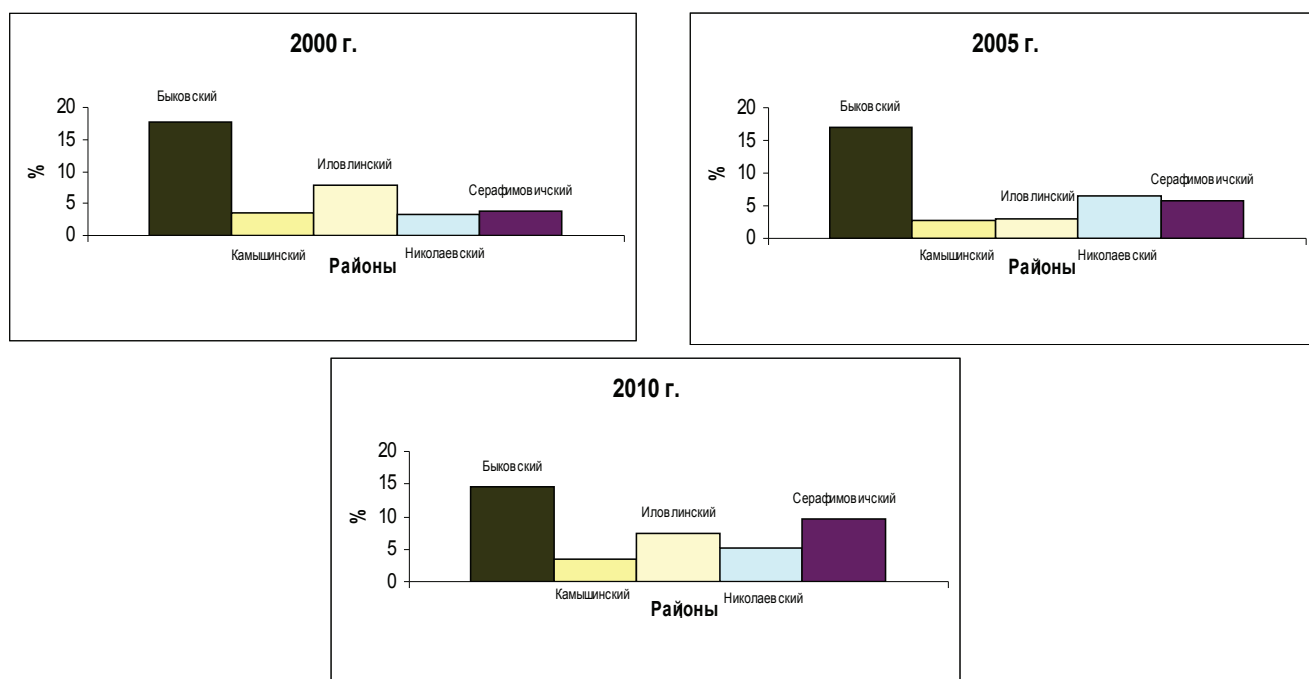 2000 г.
20
15
10
5
0
%
Быковский
Камышинский
Иловлинский
Николаевский
Серафимовичский
Районы
2005 г.
20
15
10
5
0
%
Быковский
Камышинский
Иловлинский
Николаевский
Серафимовичский
Районы
2010 г.
20
15
10
5
0
%
Быковский
Камышинский
Иловлинский
Николаевский
Серафимовичский
Районы